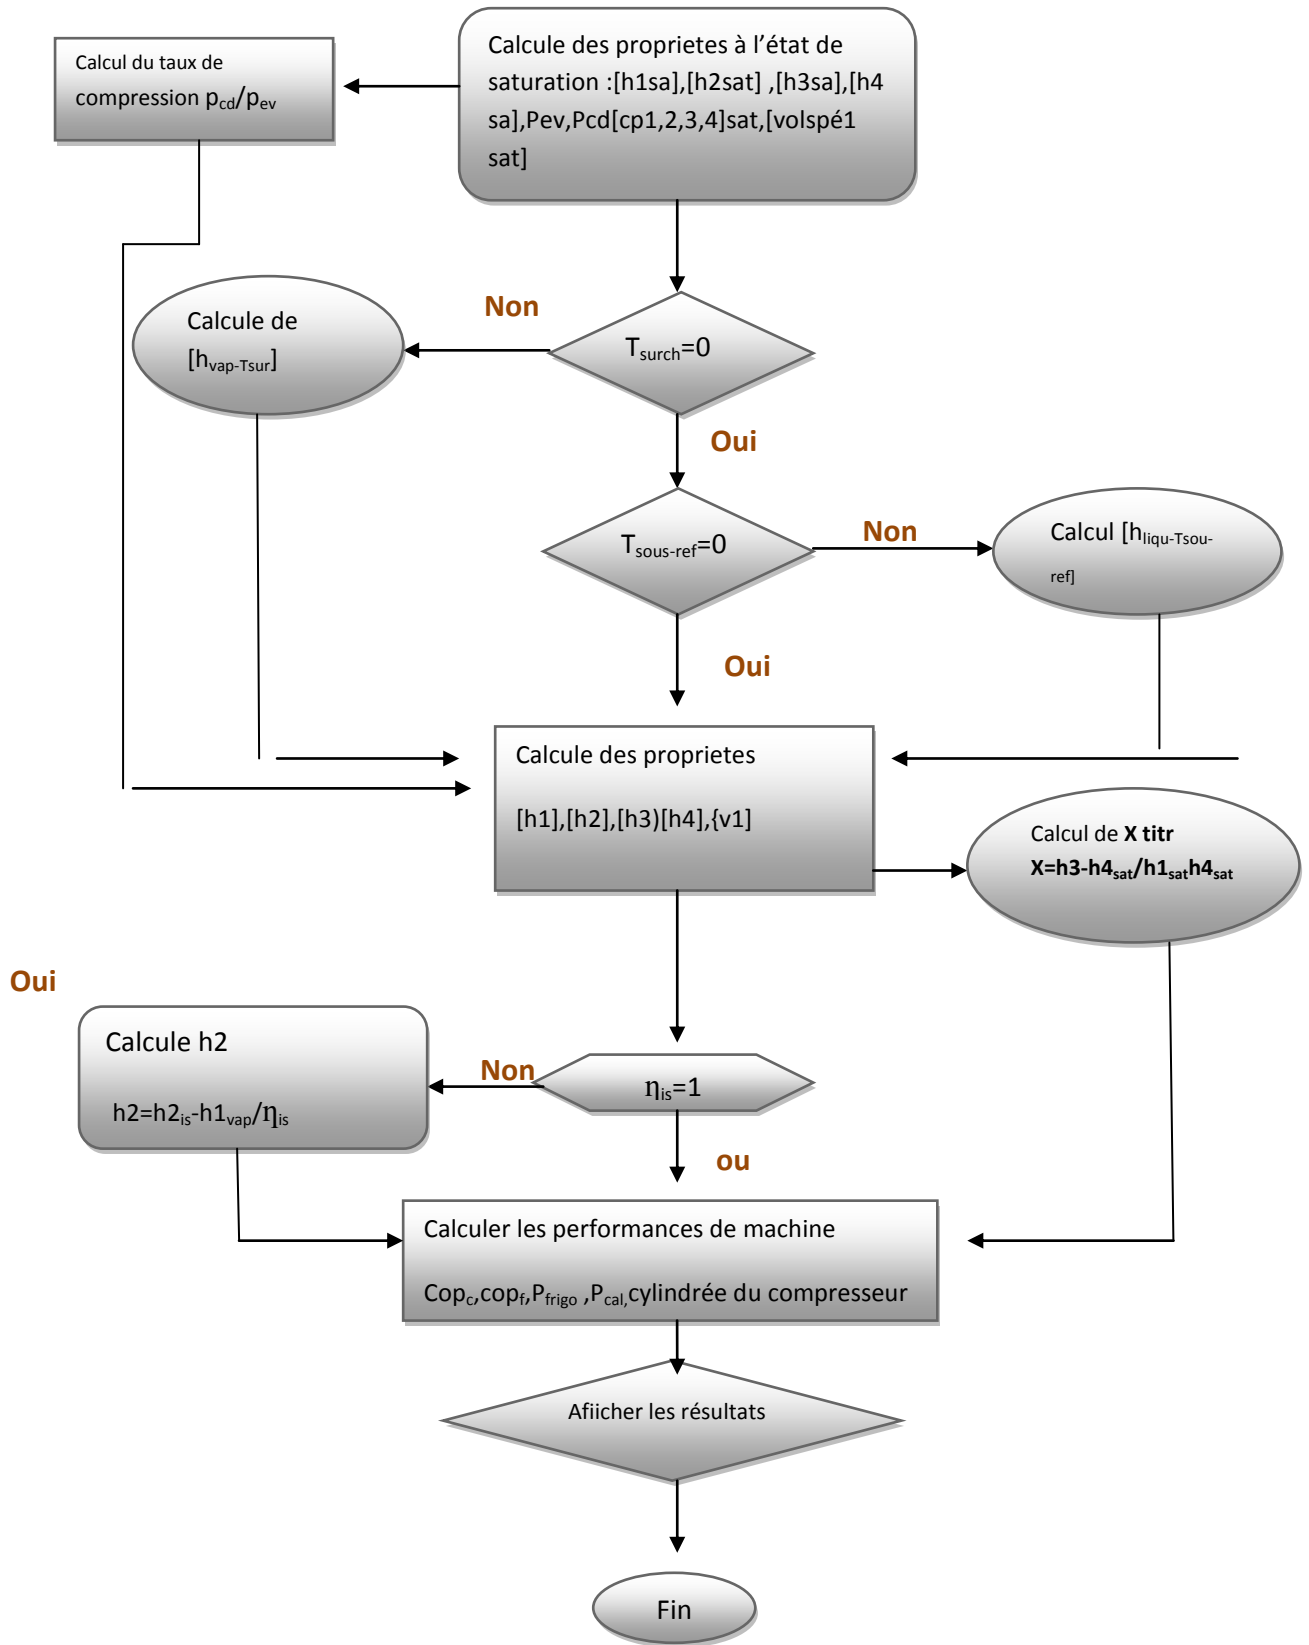 Calcul du taux de
compression pcd/pev
Calcule des proprietes à l'état de
saturation :[h1sa],[h2sat] ,[h3sa],[h4
sa],Pev,Pcd[cp1,2,3,4]sat,[volspé1
sat]
Non
Calcule de
[hvap-Tsur]
Tsurch=0
Oui
Tsous-ref=0
Non
Calcul [hliqu-Tsou-
ref]
Oui
Calcule des proprietes
[h1],[h2],[h3)[h4],{v1]
Calcul de X titr
X=h3-h4sat/h1sath4sat
Oui
Calcule h2
h2=h2is-h1vap/ηis
Non
ηis=1
ou
Calculer les performances de machine
Copc,copf,Pfrigo ,Pcal,cylindrée du compresseur
Afiicher les résultats
Fin